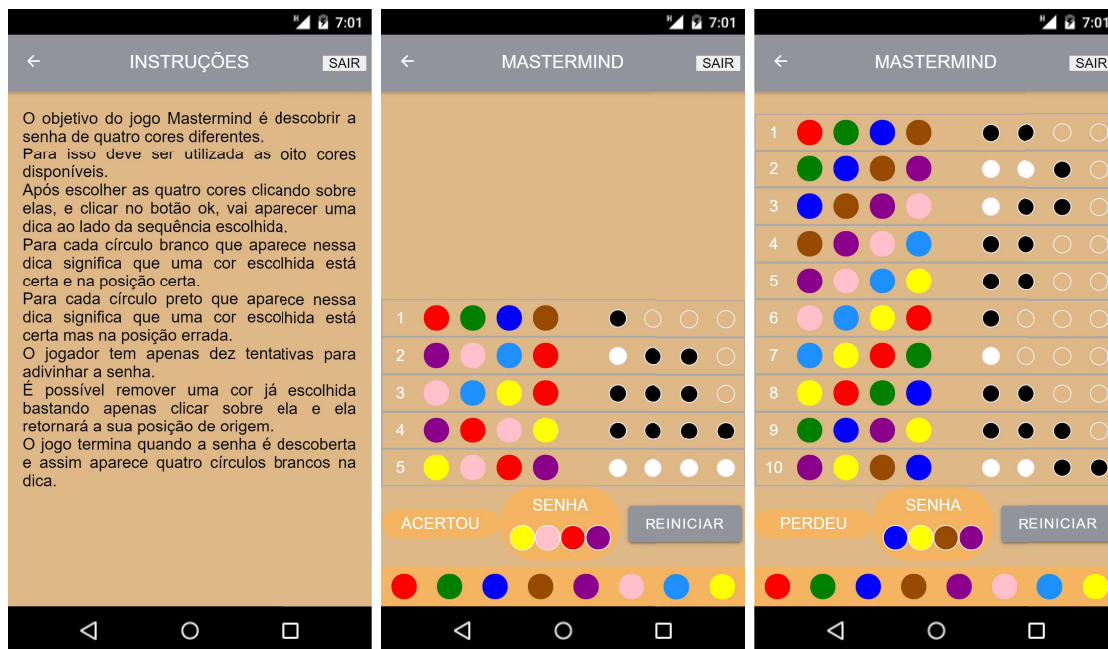 H 7:01
INSTRUÇÕES
SAIR
O objetivo do jogo Mastermind é descobrir a
senha de quatro cores diferentes.
Para isso deve ser utilizada as oito cores
disponíveis.
Após escolher as quatro cores clicando sobre
elas, e clicar no botão ok, vai aparecer uma
dica ao lado da sequência escolhida.
Para cada círculo branco que aparece nessa
dica significa que uma cor escolhida está
certa e na posição certa.
Para cada círculo preto que aparece nessa
dica significa que uma cor escolhida está
certa mas na posição errada.
O jogador tem apenas dez tentativas para
adivinhar a senha.
É possível remover uma cor já escolhida
bastando apenas clicar sobre ela e ela
retornará a sua posição de origem.
O jogo termina quando a senha é descoberta
e assim aparece quatro círculos brancos na
dica.
H 7:01
MASTERMIND
SAIR
1
2
3
4
5
ACERTOU
SENHA
REINICIAR
H 7:01
MASTERMIND
SAIR
1
2
3
4
5
6
7
8
9
10
PERDEU
SENHA
REINICIAR